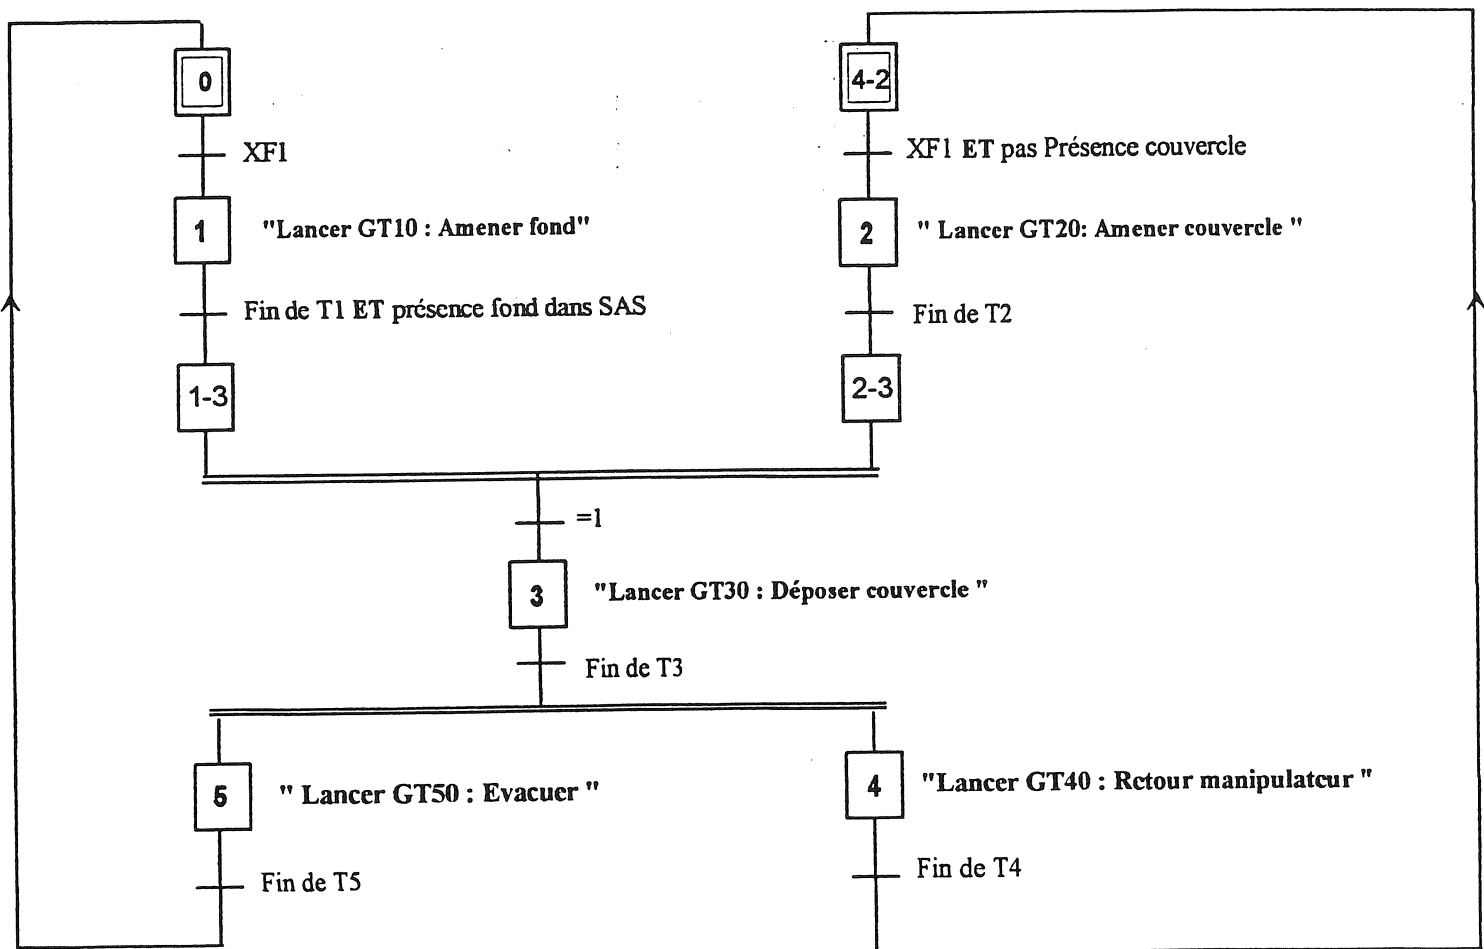 0
4-2
XF1
XF1 ET pas Présence couvercle
1
"Lancer GT10 : Amener fond"
2
" Lancer GT20: Amener couvercle "
Fin de T1 ET présence fond dans SAS
Fin de T2
1-3
2-3
=1
3
"Lancer GT30 : Déposer couvercle "
Fin de T3
5
" Lancer GT50 : Evacuer "
4
"Lancer GT40 : Retour manipulateur "
Fin de T5
Fin de T4